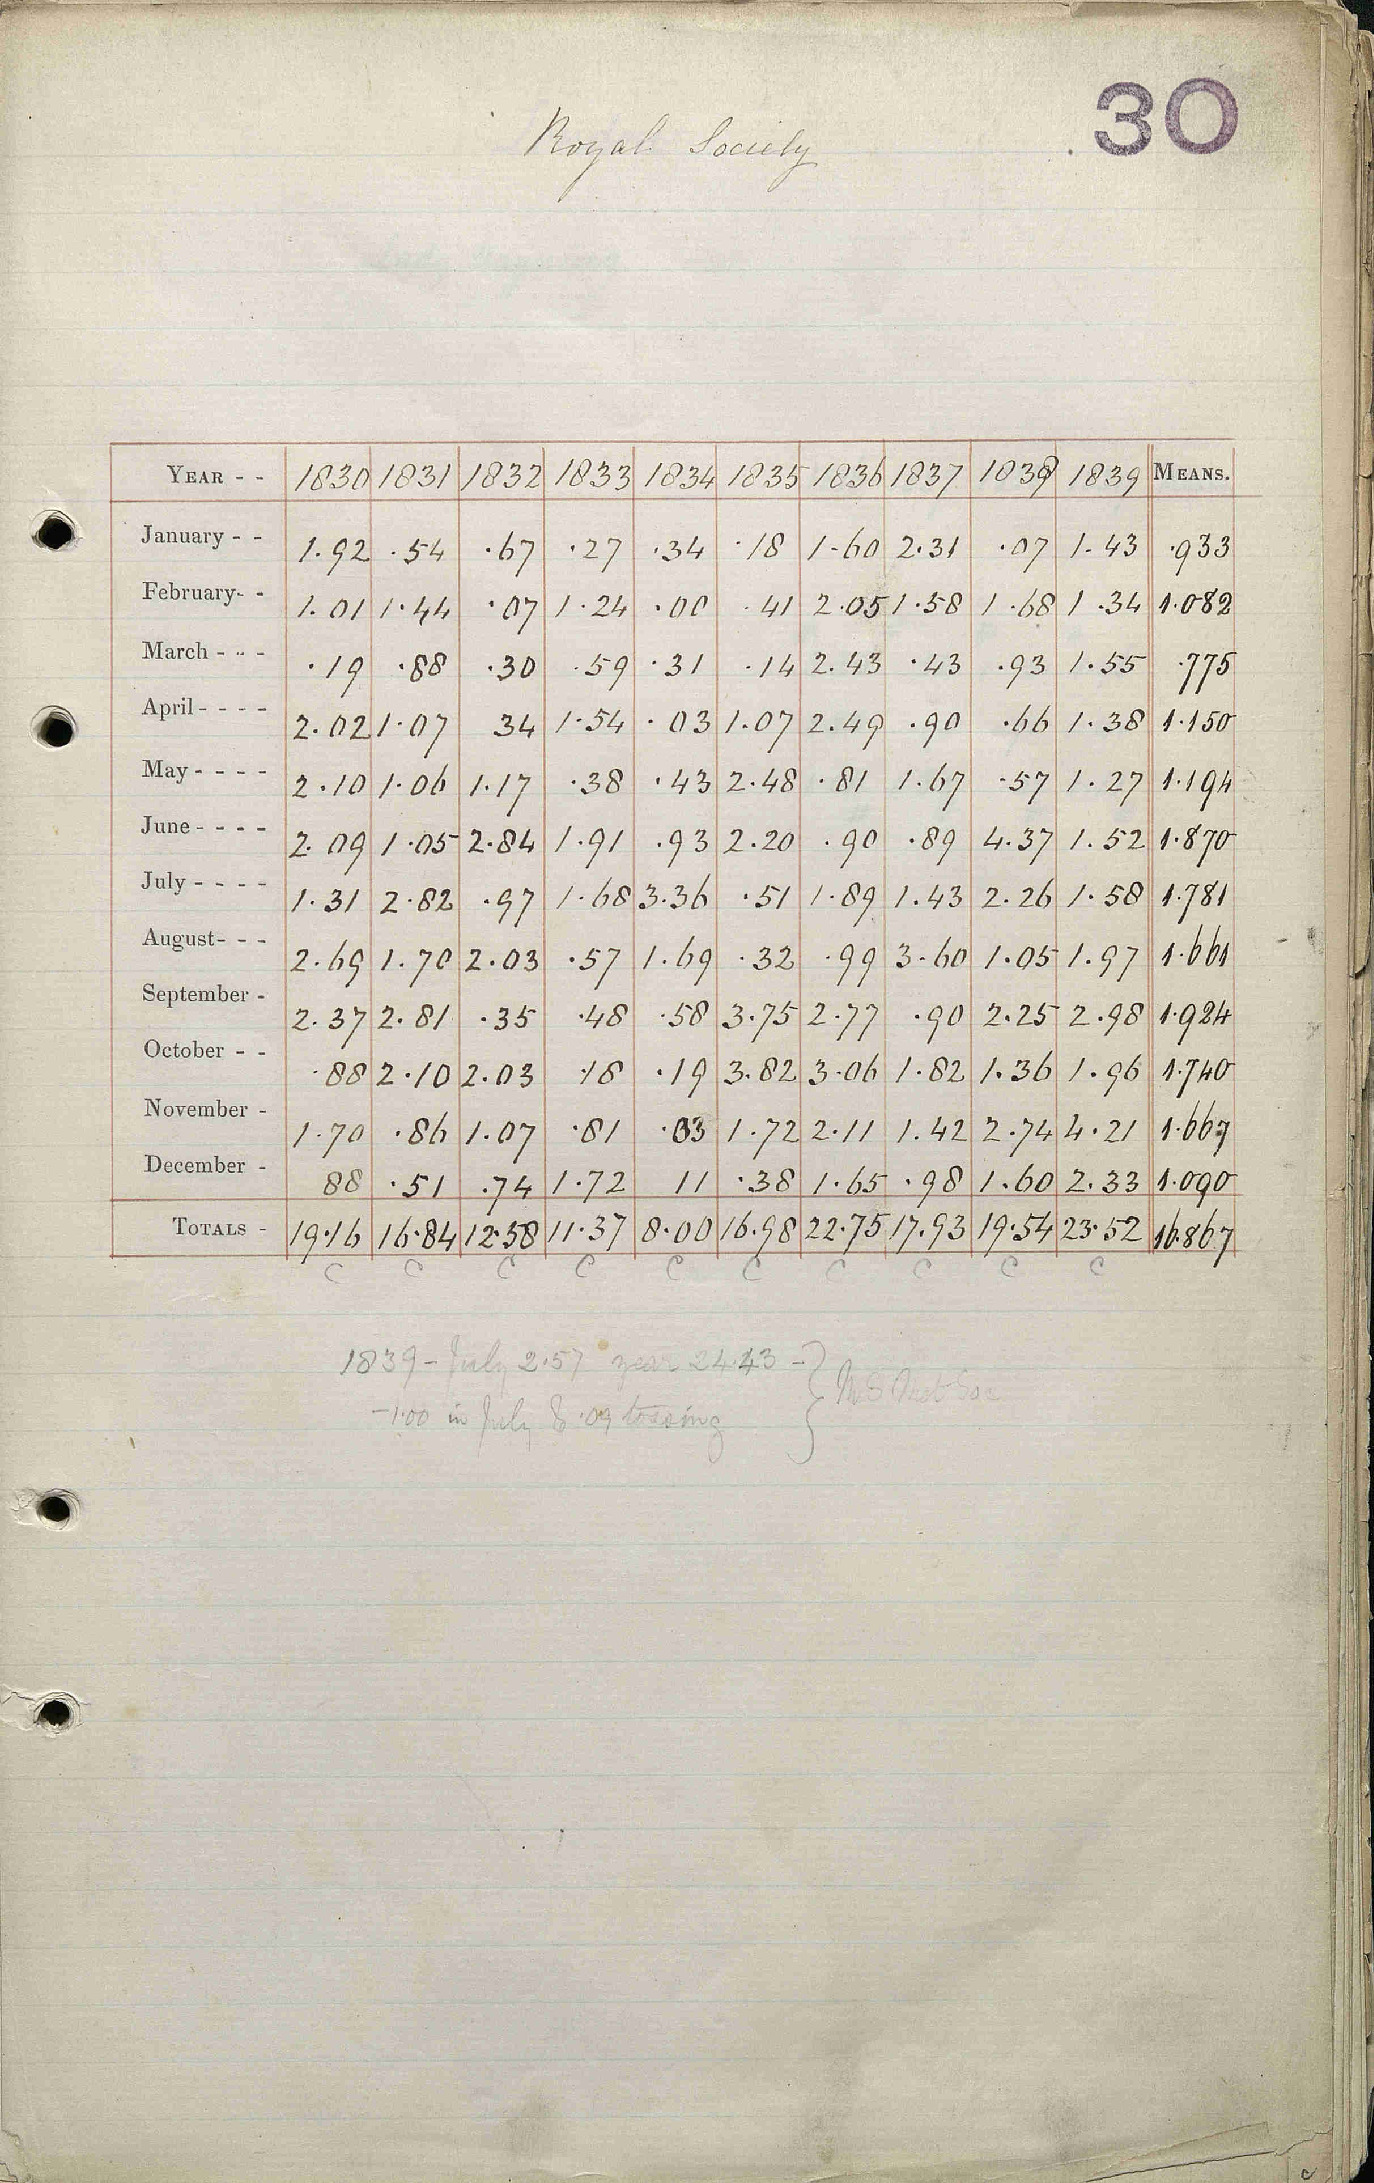 30
Royal Society
YEAR - - 1830 1831 1832 1833 1834 1835 1836 1837 1838 1839 MEANS.
January - - 1.92 .54 .67 .27 .34 .18 1.60 2.31 .07 1.43 .933
February- - 1.01 1.44 .07 1.24 .00 .41 2.05 1.58 1.68 1.34 1.082
March - - - .19 .88 .30 .59 .31 .14 2.43 .43 .93 1.55 .775
April - - - - 2.02 1.07 34 1.54 .03 1.07 2.49 .90 .66 1.38 1.150
May - - - - 2.10 1.06 1.17 .38 .43 2.48 .81 1.67 .57 1.27 1.194
June - - - - 2.09 1.05 2.84 1.91 .93 2.20 .90 .89 4.37 1.52 1.870
July - - - - 1.31 2.82 .97 1.68 3.36 .51 1.89 1.43 2.26 1.58 1.781
August- - - 2.69 1.70 2.03 .57 1.69 .32 .99 3.60 1.05 1.97 1.661
September - 2.37 2.81 .35 .48 .58 3.75 2.77 .90 2.25 2.98 1.924
October - - .88 2.10 2.03 .18 .19 3.82 3.06 1.82 1.36 1.96 1.740
November - 1.70 .86 1.07 .81 .03 1.72 2.11 1.42 2.74 4.21 1.667
December - 88 .51 .74 1.72 11 .38 1.65 .98 1.60 2.33 1.090
TOTALS - 19.16 16.84 12.58 11.37 8.00 16.98 22.75 17.93 19.54 23.52 16.867
c c c c c c c c c c
1839 - July 2.57 year 24.43 -
-1.00 in July & .09 tossing
MS Met Soc